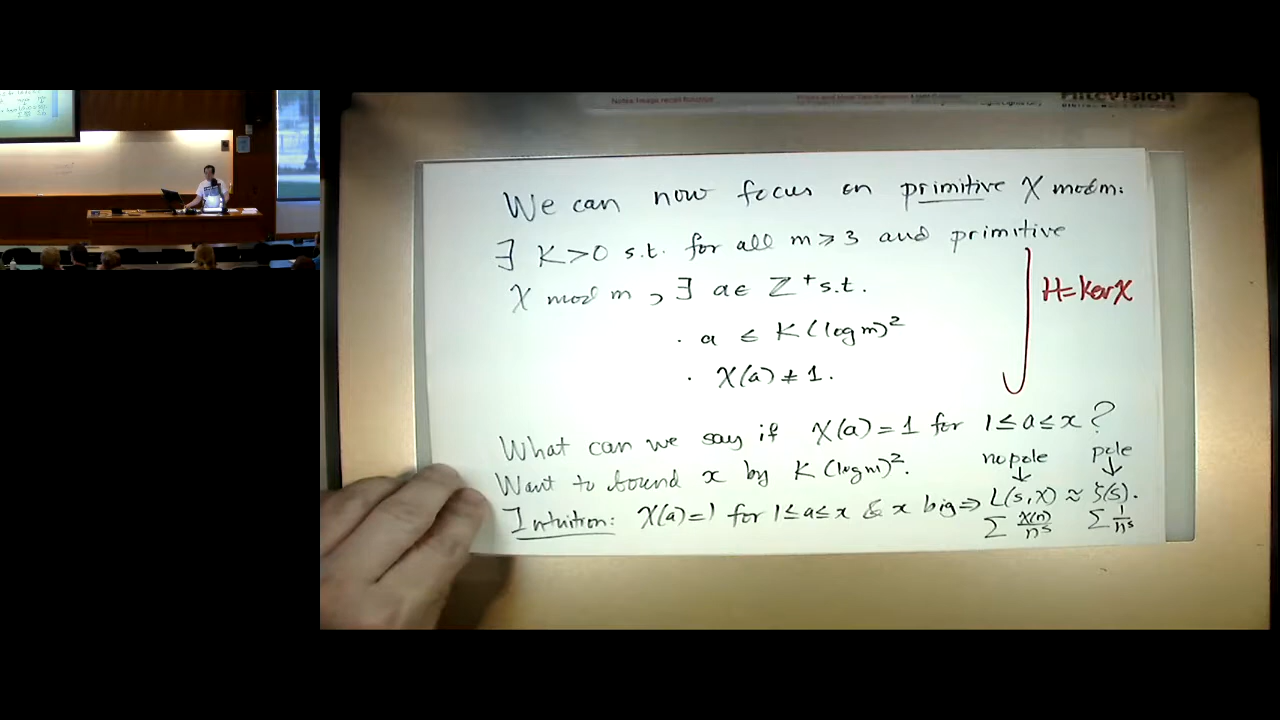 We can now focus on primitive χ mod m:
∃ K>0 s.t. for all m ≥ 3 and primitive
χ mod m, ∃ a ∈ Z⁺ s.t.
H = ker χ
· a ≤ K(log m)²
· χ(a) ≠ 1.
What can we say if χ(a) = 1 for 1 ≤ a ≤ x?
Want to bound x by K(log m)².
no pole ↓ pole ↓
Intuition: χ(a)=1 for 1≤a≤x & x big ⇒ L(s,χ) ≈ ζ(s).
∑ χ(n)/n^s ∑ 1/n^s